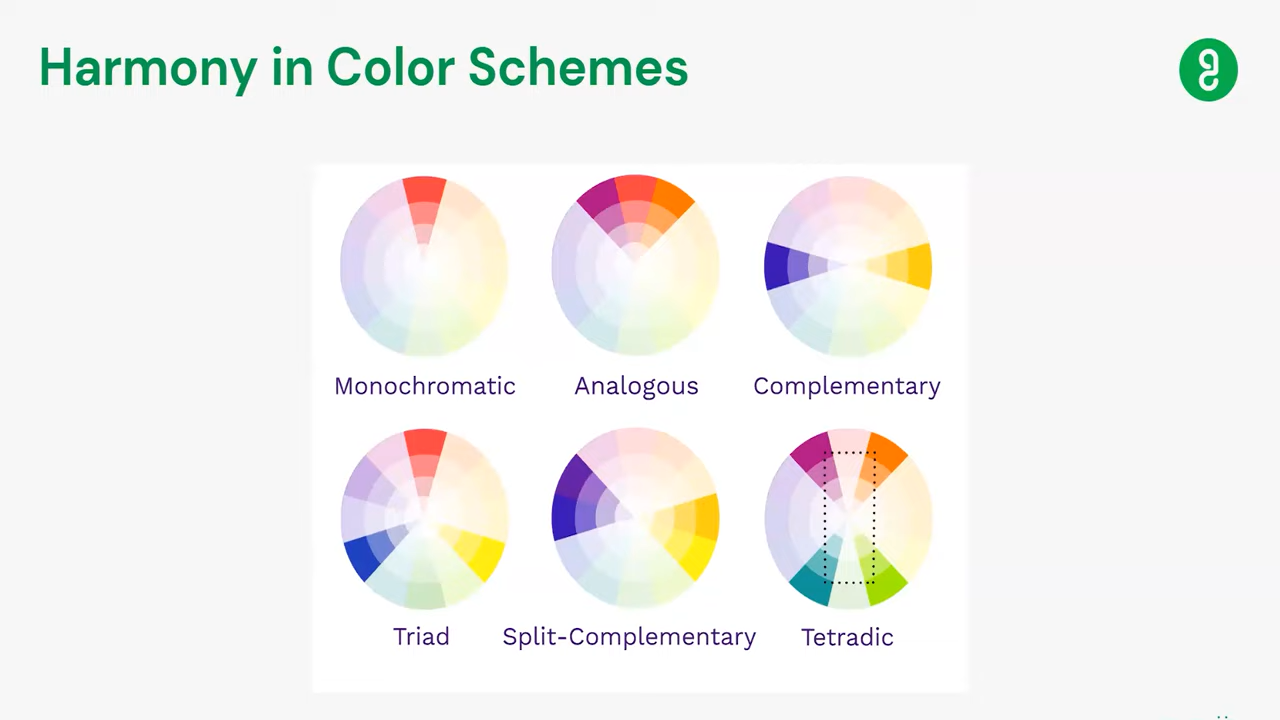 Harmony in Color Schemes
Monochromatic
Analogous
Complementary
Triad
Split-Complementary
Tetradic